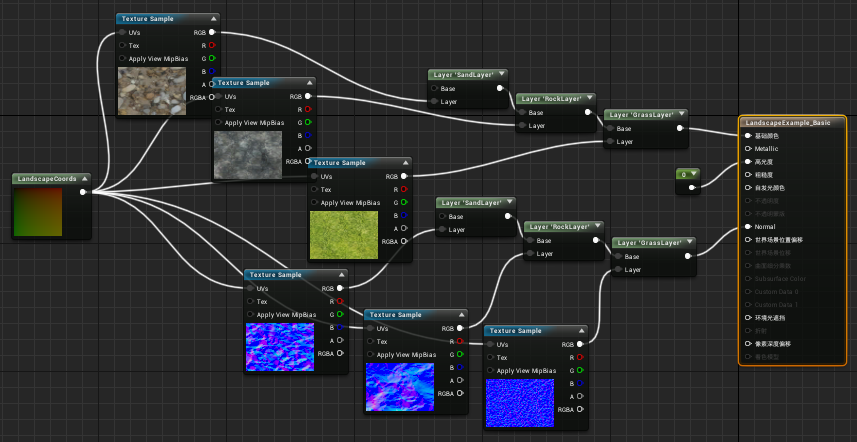 Texture Sample
UVs RGB
Tex R
Apply View MipBias G
B
A
RGBA
Texture Sample
UVs RGB
Tex R
Apply View MipBias G
B
A
RGBA
Texture Sample
UVs RGB
Tex R
Apply View MipBias G
B
A
RGBA
LandscapeCoords
Layer 'SandLayer'
Base
Layer
Layer 'RockLayer'
Base
Layer
Layer 'GrassLayer'
Base
Layer
0
Layer 'SandLayer'
Base
Layer
Layer 'RockLayer'
Base
Layer
Layer 'GrassLayer'
Base
Layer
Texture Sample
UVs RGB
Tex R
Apply View MipBias G
B
A
RGBA
Texture Sample
UVs RGB
Tex R
Apply View MipBias G
B
A
RGBA
Texture Sample
UVs RGB
Tex R
Apply View MipBias G
B
A
RGBA
LandscapeExample_Basic
基础颜色
Metallic
高光度
粗糙度
自发光颜色
不透明度
不透明蒙版
Normal
世界场景位置偏移
世界场景位移
Subsurface Color
Custom Data 0
Custom Data 1
环境光遮挡
折射
像素深度偏移
着色模型